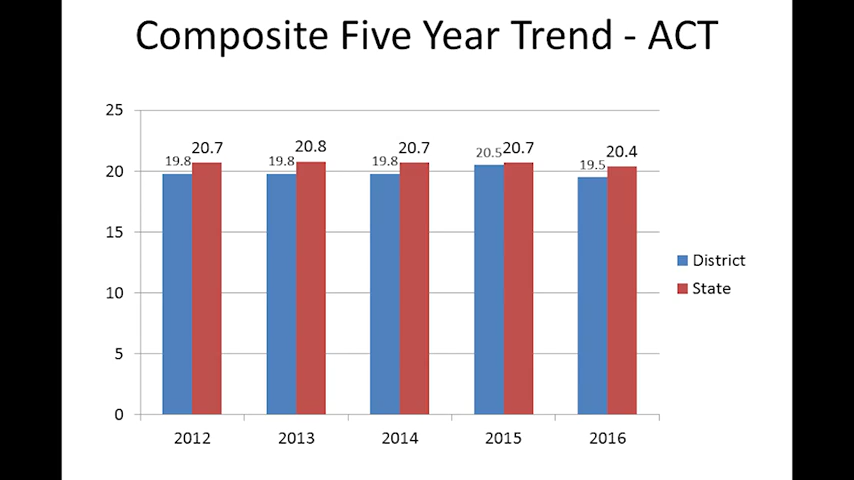 Composite Five Year Trend - ACT
25
20
15
10
5
0
19.8 20.7
19.8 20.8
19.8 20.7
20.5 20.7
19.5 20.4
2012 2013 2014 2015 2016
District
State